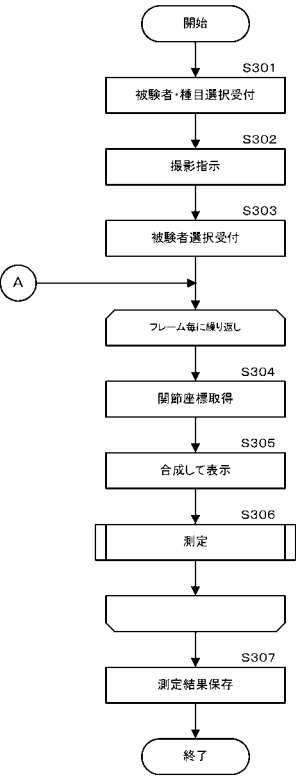 開始
S301
被験者・種目選択受付
S302
撮影指示
S303
被験者選択受付
A
フレーム毎に繰り返し
S304
関節座標取得
S305
合成して表示
S306
測定
S307
測定結果保存
終了